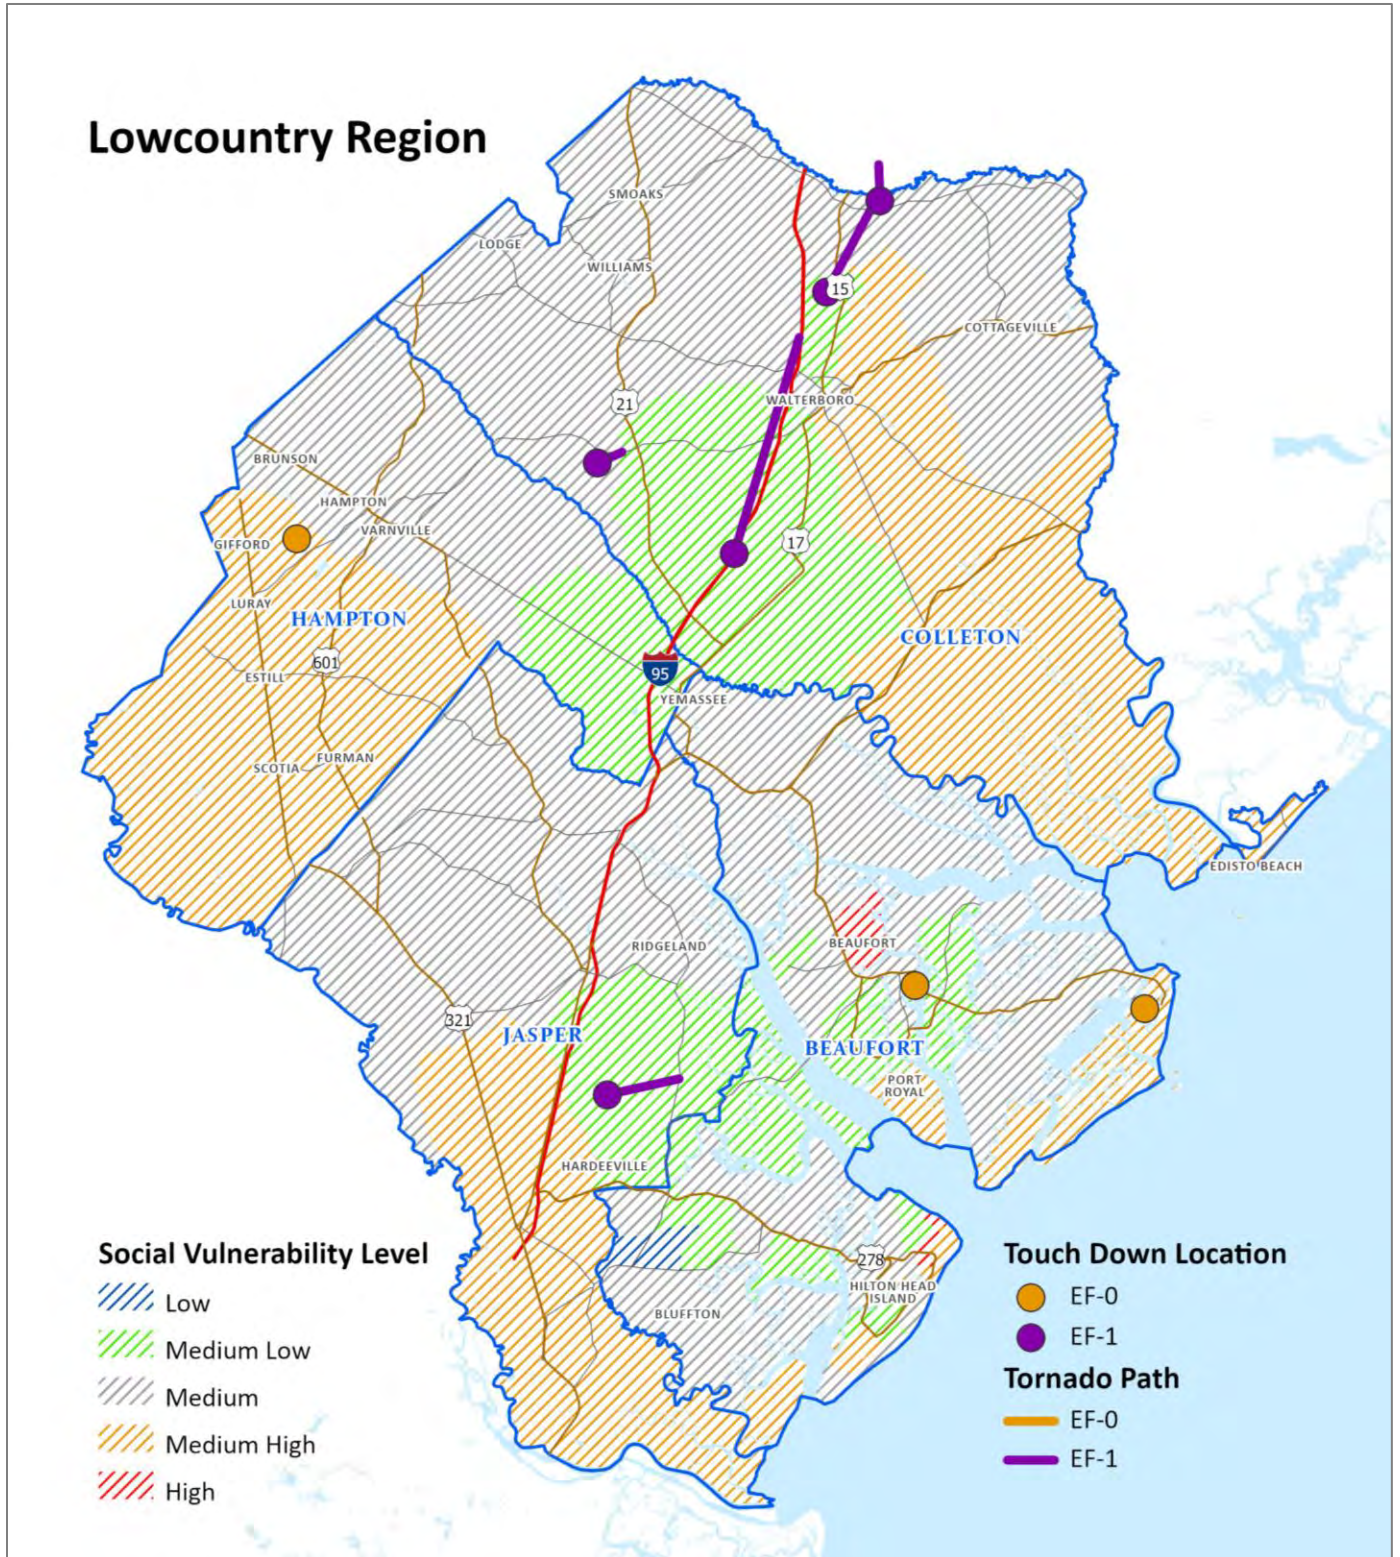 Lowcountry Region
SMOAKS
LODGE
WILLIAMS
15
COTTAGEVILLE
21
WALTERBORO
BRUNSON
HAMPTON
VARNVILLE
GIFFORD
17
LURAY
HAMPTON
COLLETON
601
95
ESTILL
YEMASSEE
SCOTIA
FURMAN
EDISTO BEACH
BEAUFORT
RIDGELAND
321
JASPER
BEAUFORT
PORT
ROYAL
HARDEEVILLE
278
HILTON HEAD
ISLAND
BLUFFTON
Social Vulnerability Level
Low
Medium Low
Medium
Medium High
High
Touch Down Location
EF-0
EF-1
Tornado Path
EF-0
EF-1